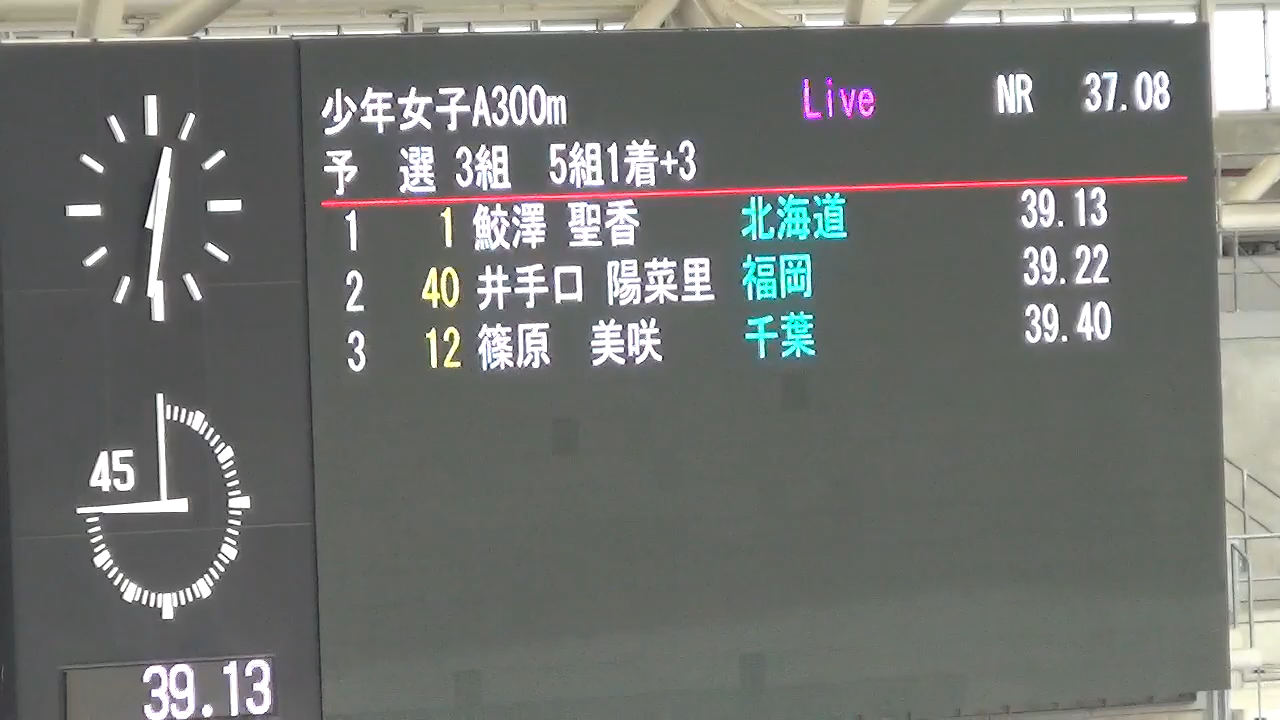 少年女子A300m Live NR 37.08
予 選 3組 5組1着+3
1 1 鮫澤 聖香 北海道 39.13
2 40 井手口 陽菜里 福岡 39.22
3 12 篠原 美咲 千葉 39.40
45
39.13